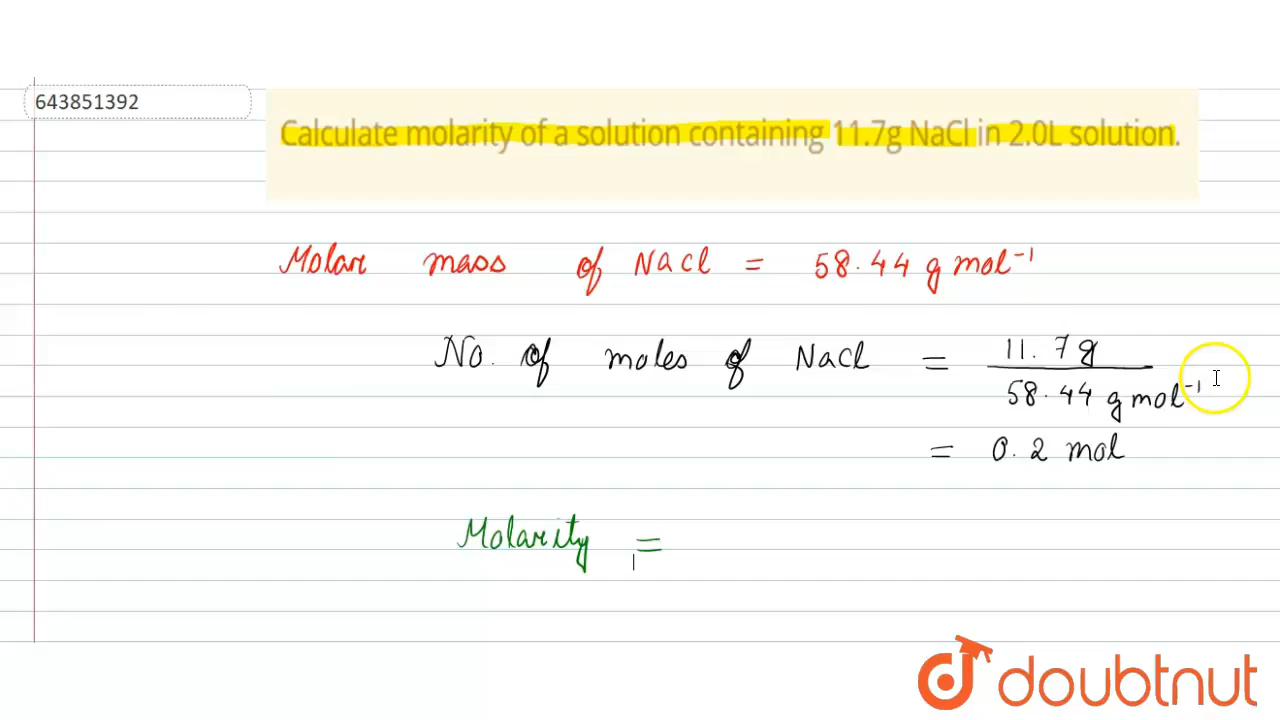 643851392
Calculate molarity of a solution containing 11.7g NaCl in 2.0L solution.
Molar mass of NaCl = 58.44 g mol⁻¹
No. of moles of NaCl = 11.7g / 58.44 g mol⁻¹
= 0.2 mol
Molarity =
doubtnut